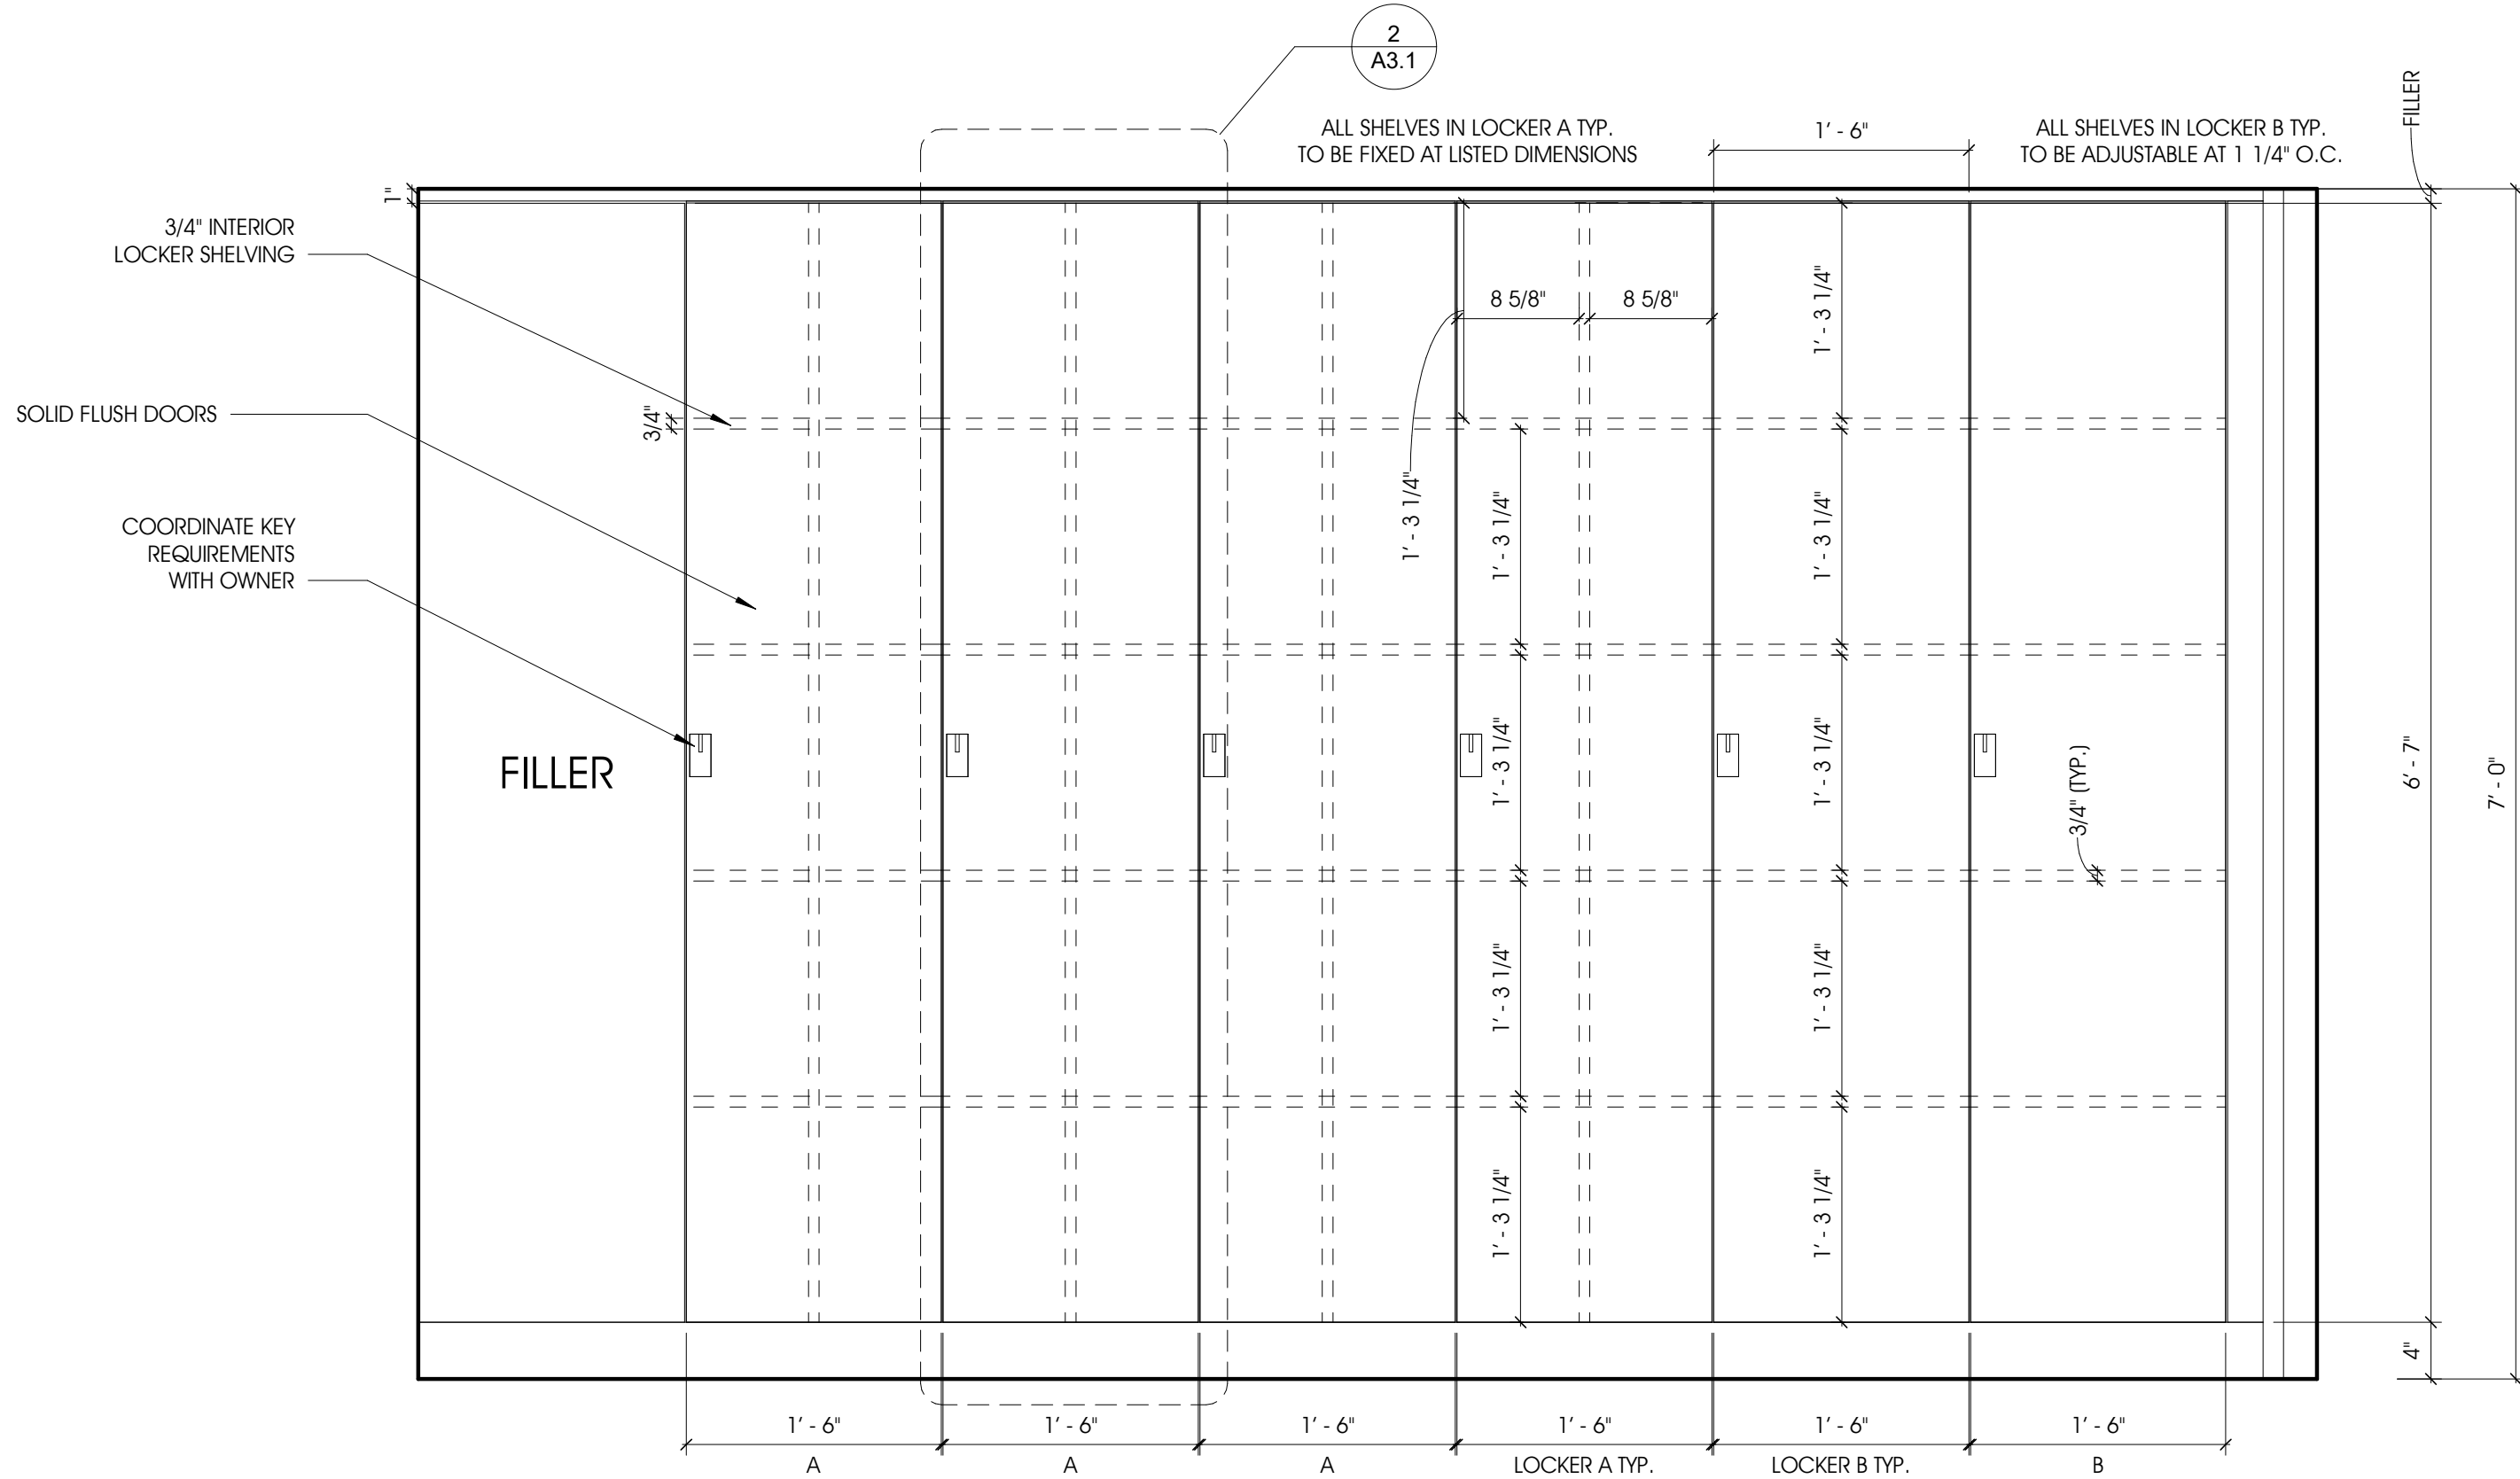 2
A3.1
FILLER
ALL SHELVES IN LOCKER A TYP.
TO BE FIXED AT LISTED DIMENSIONS
1' - 6"
ALL SHELVES IN LOCKER B TYP.
TO BE ADJUSTABLE AT 1 1/4" O.C.
1"
3/4" INTERIOR
LOCKER SHELVING
8 5/8"
8 5/8"
1' - 3 1/4"
SOLID FLUSH DOORS
3/4"
1' - 3 1/4"
1' - 3 1/4"
1' - 3 1/4"
COORDINATE KEY
REQUIREMENTS
WITH OWNER
FILLER
1' - 3 1/4"
1' - 3 1/4"
3/4" (TYP.)
6' - 7"
7' - 0"
1' - 3 1/4"
1' - 3 1/4"
1' - 3 1/4"
1' - 3 1/4"
4"
1' - 6"
1' - 6"
1' - 6"
1' - 6"
1' - 6"
1' - 6"
A
A
A
LOCKER A TYP.
LOCKER B TYP.
B